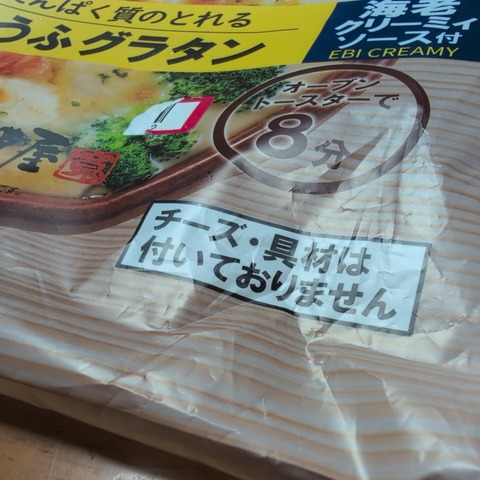 んぱく質のとれる
うふグラタン
海老
クリーミィ
ソース付
EBI CREAMY
オーブン
トースターで
8分
屋
チーズ・具材は
付いておりません